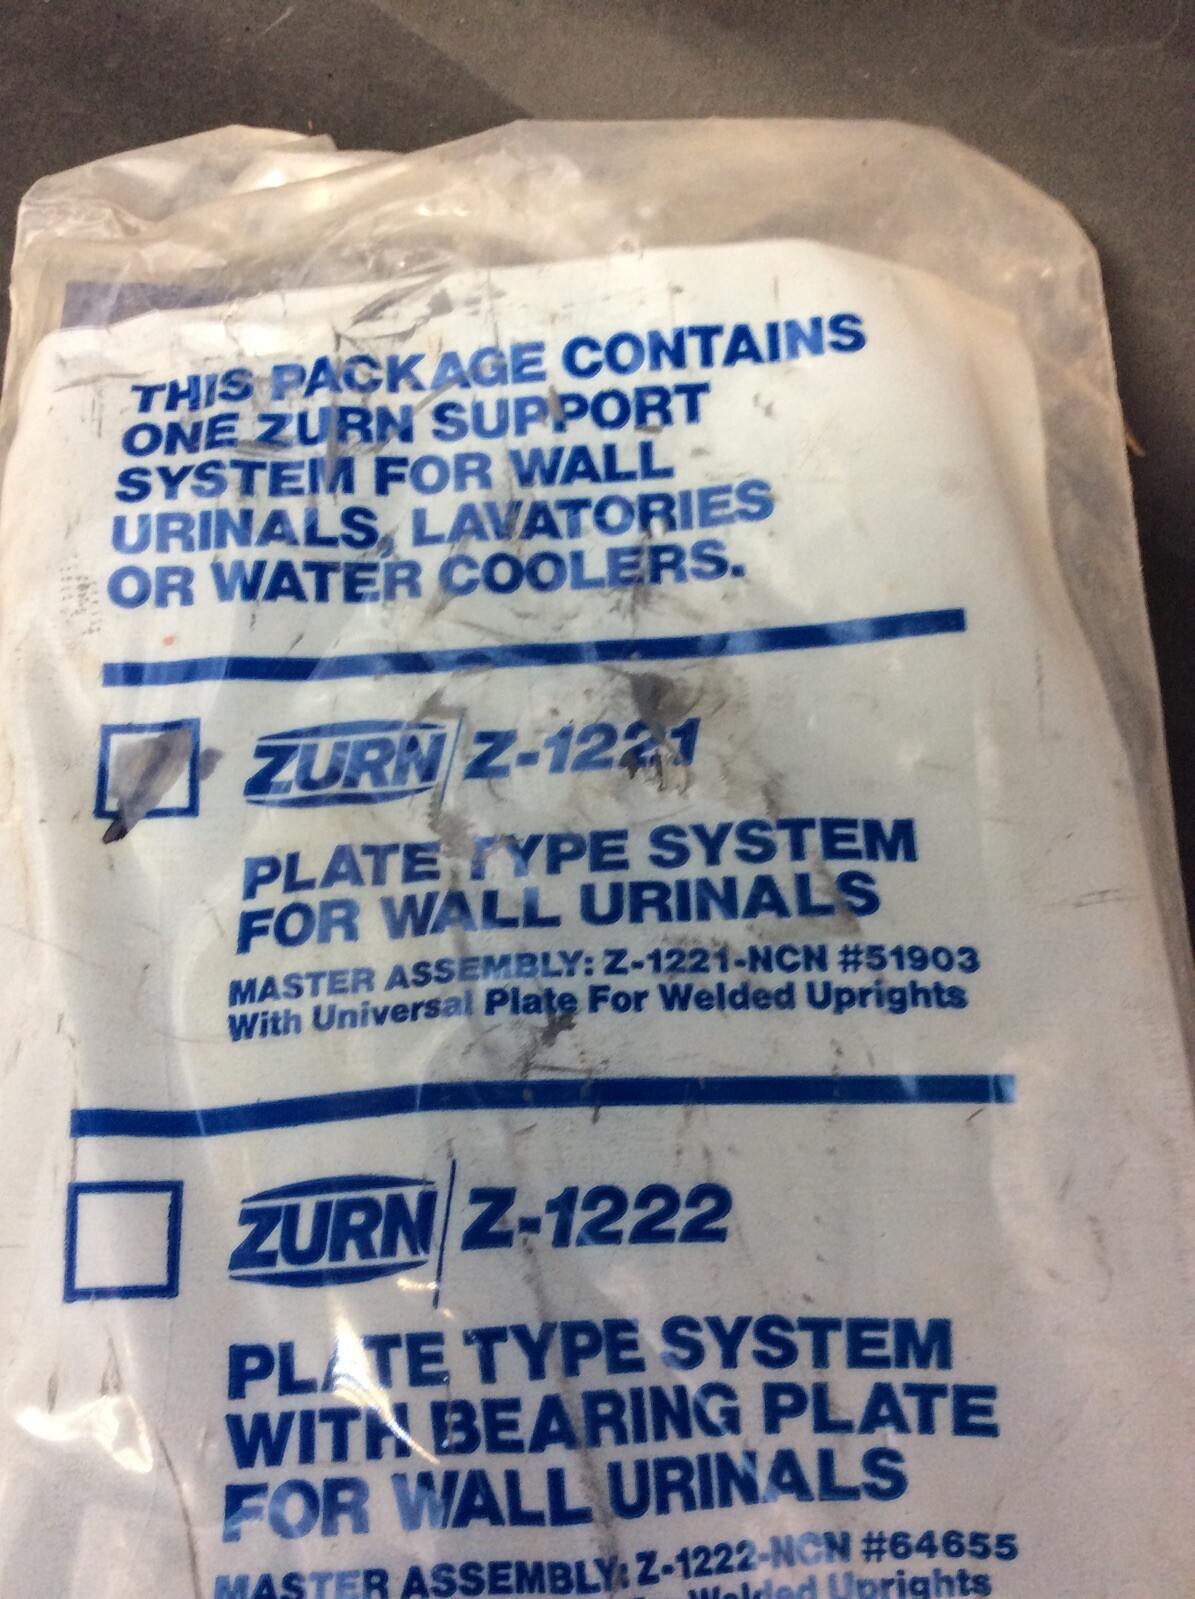 THIS PACKAGE CONTAINS
ONE ZURN SUPPORT
SYSTEM FOR WALL
URINALS, LAVATORIES
OR WATER COOLERS.
ZURN Z-1221
PLATE TYPE SYSTEM
FOR WALL URINALS
MASTER ASSEMBLY: Z-1221-NCN #51903
With Universal Plate For Welded Uprights
ZURN Z-1222
PLATE TYPE SYSTEM
WITH BEARING PLATE
FOR WALL URINALS
MASTER ASSEMBLY: Z-1222-NCN #64655
Welded Uprights